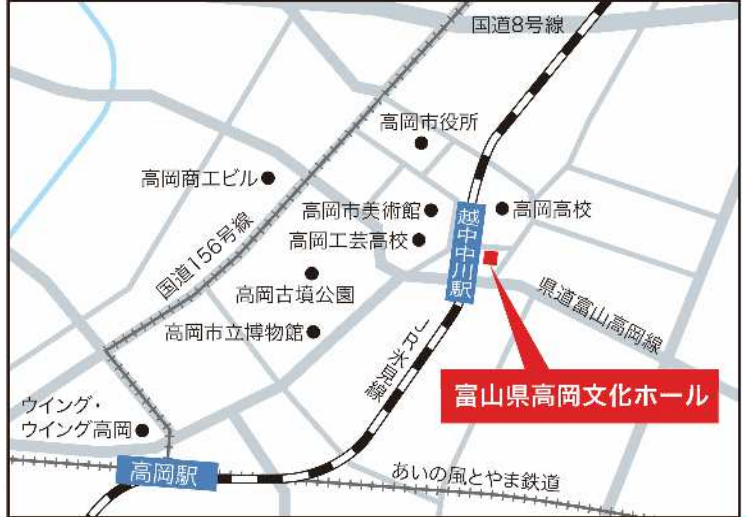 国道8号線
高岡市役所
高岡商工ビル
高岡市美術館
高岡高校
高岡工芸高校
越中中川駅
国道156号線
高岡古墳公園
県道富山高岡線
高岡市立博物館
JR氷見線
富山県高岡文化ホール
ウイング・
ウイング高岡
高岡駅
あいの風とやま鉄道